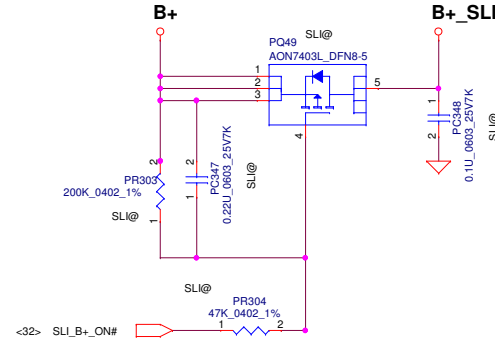 B+
B+_SLI
SLI@
PQ49
AON7403L_DFN8-5
1
2
3
5
4
1
2
PC348
0.1U_0603_25V7K
SLI@
2
PR303
200K_0402_1%
1
SLI@
2
1
PC347
0.22U_0603_25V7K
SLI@
SLI@
PR304
47K_0402_1%
<32> SLI_B+_ON#
1
2